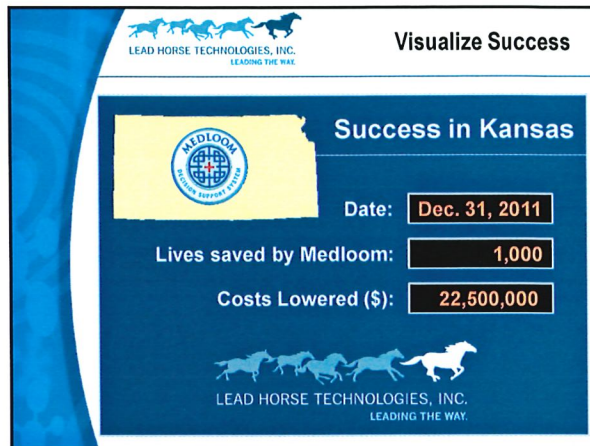 LEAD HORSE TECHNOLOGIES, INC.
LEADING THE WAY.
Visualize Success
MEDLOOM
DECISION SUPPORT SYSTEM
Success in Kansas
Date: Dec. 31, 2011
Lives saved by Medloom: 1,000
Costs Lowered ($): 22,500,000
LEAD HORSE TECHNOLOGIES, INC.
LEADING THE WAY.